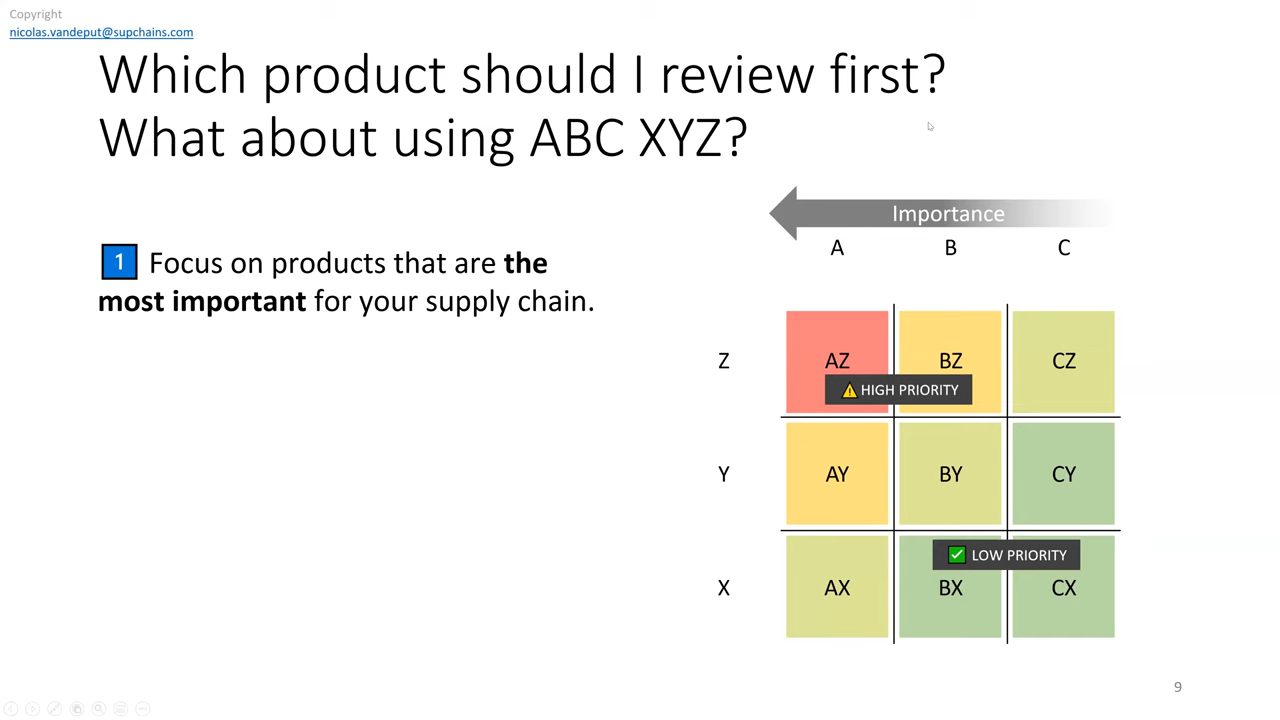 Copyright
nicolas.vandeput@supchains.com
Which product should I review first?
What about using ABC XYZ?
1 Focus on products that are the
most important for your supply chain.
Importance
A B C
Z AZ BZ CZ
HIGH PRIORITY
Y AY BY CY
LOW PRIORITY
X AX BX CX
9